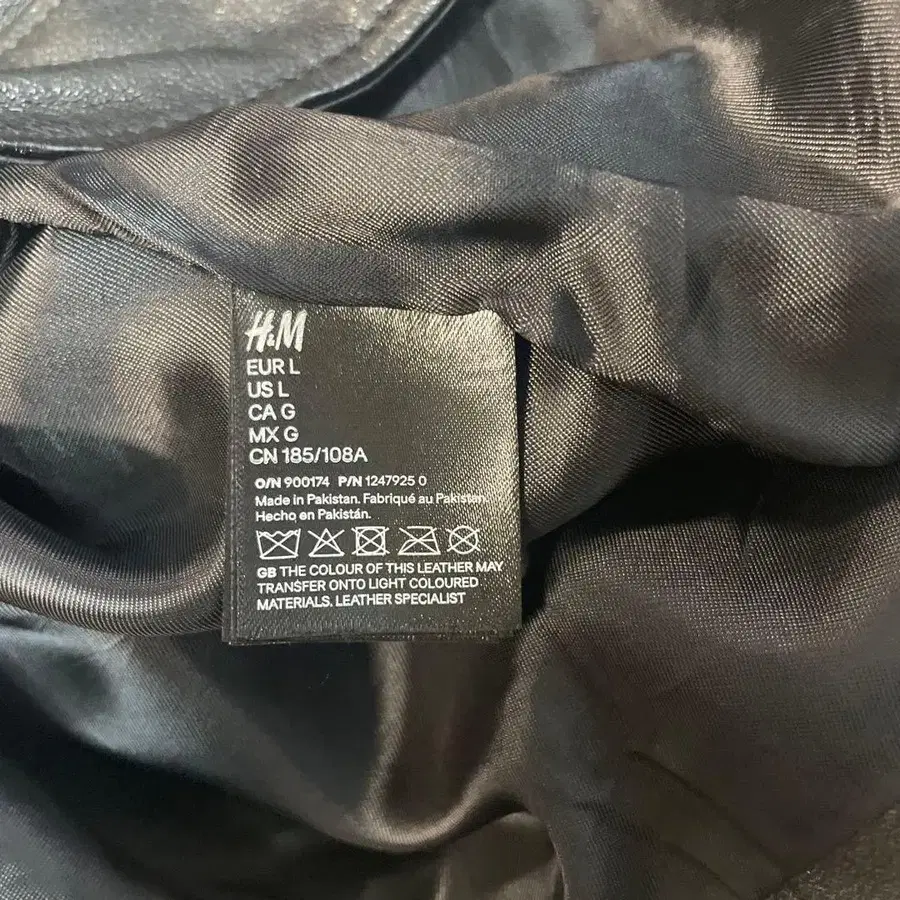 H&M
EUR L
US L
CA G
MX G
CN 185/108A
O/N 900174 P/N 1247925 0
Made in Pakistan. Fabriqué au Pakistan.
Hecho en Pakistán.
GB THE COLOUR OF THIS LEATHER MAY
TRANSFER ONTO LIGHT COLOURED
MATERIALS. LEATHER SPECIALIST